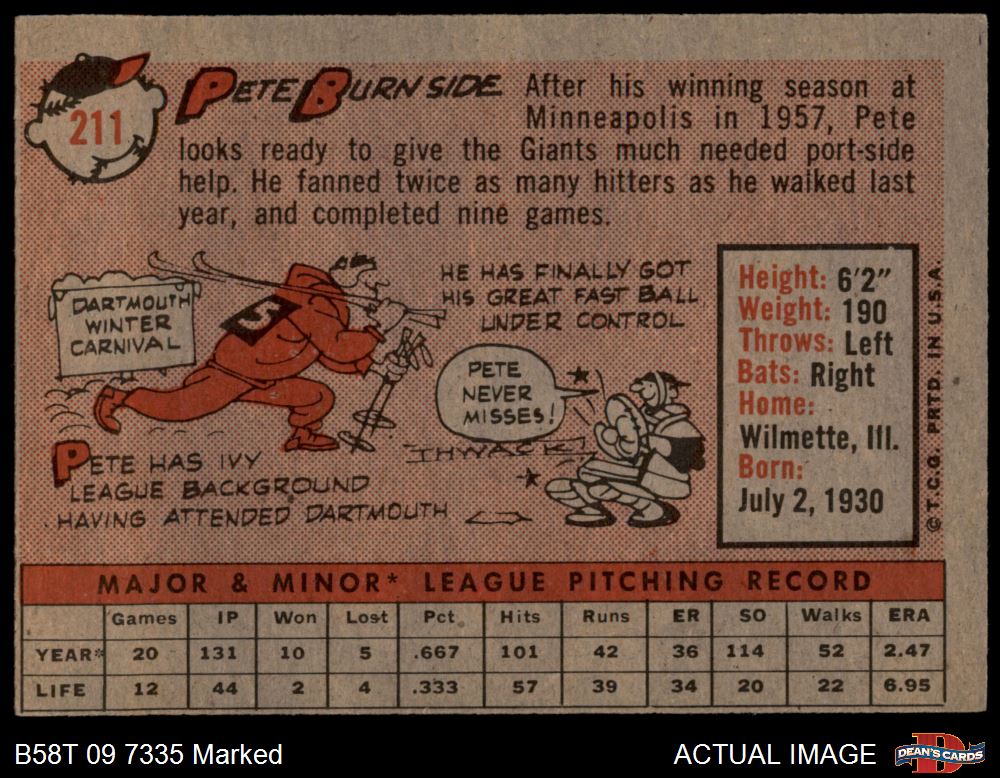 211
PETE BURNSIDE
After his winning season at
Minneapolis in 1957, Pete
looks ready to give the Giants much needed port-side
help. He fanned twice as many hitters as he walked last
year, and completed nine games.
DARTMOUTH
WINTER
CARNIVAL
PETE HAS IVY
LEAGUE BACKGROUND
HAVING ATTENDED DARTMOUTH
HE HAS FINALLY GOT
HIS GREAT FAST BALL
UNDER CONTROL
PETE
NEVER
MISSES!
THWACK
Height: 6'2"
Weight: 190
Throws: Left
Bats: Right
Home:
Wilmette, Ill.
Born:
July 2, 1930
© T.C.G. PRTD. IN U.S.A.
MAJOR & MINOR* LEAGUE PITCHING RECORD
Games IP Won Lost Pct. Hits Runs ER SO Walks ERA
YEAR* 20 131 10 5 .667 101 42 36 114 52 2.47
LIFE 12 44 2 4 .333 57 39 34 20 22 6.95
B58T 09 7335 Marked
ACTUAL IMAGE
DEAN'S CARDS